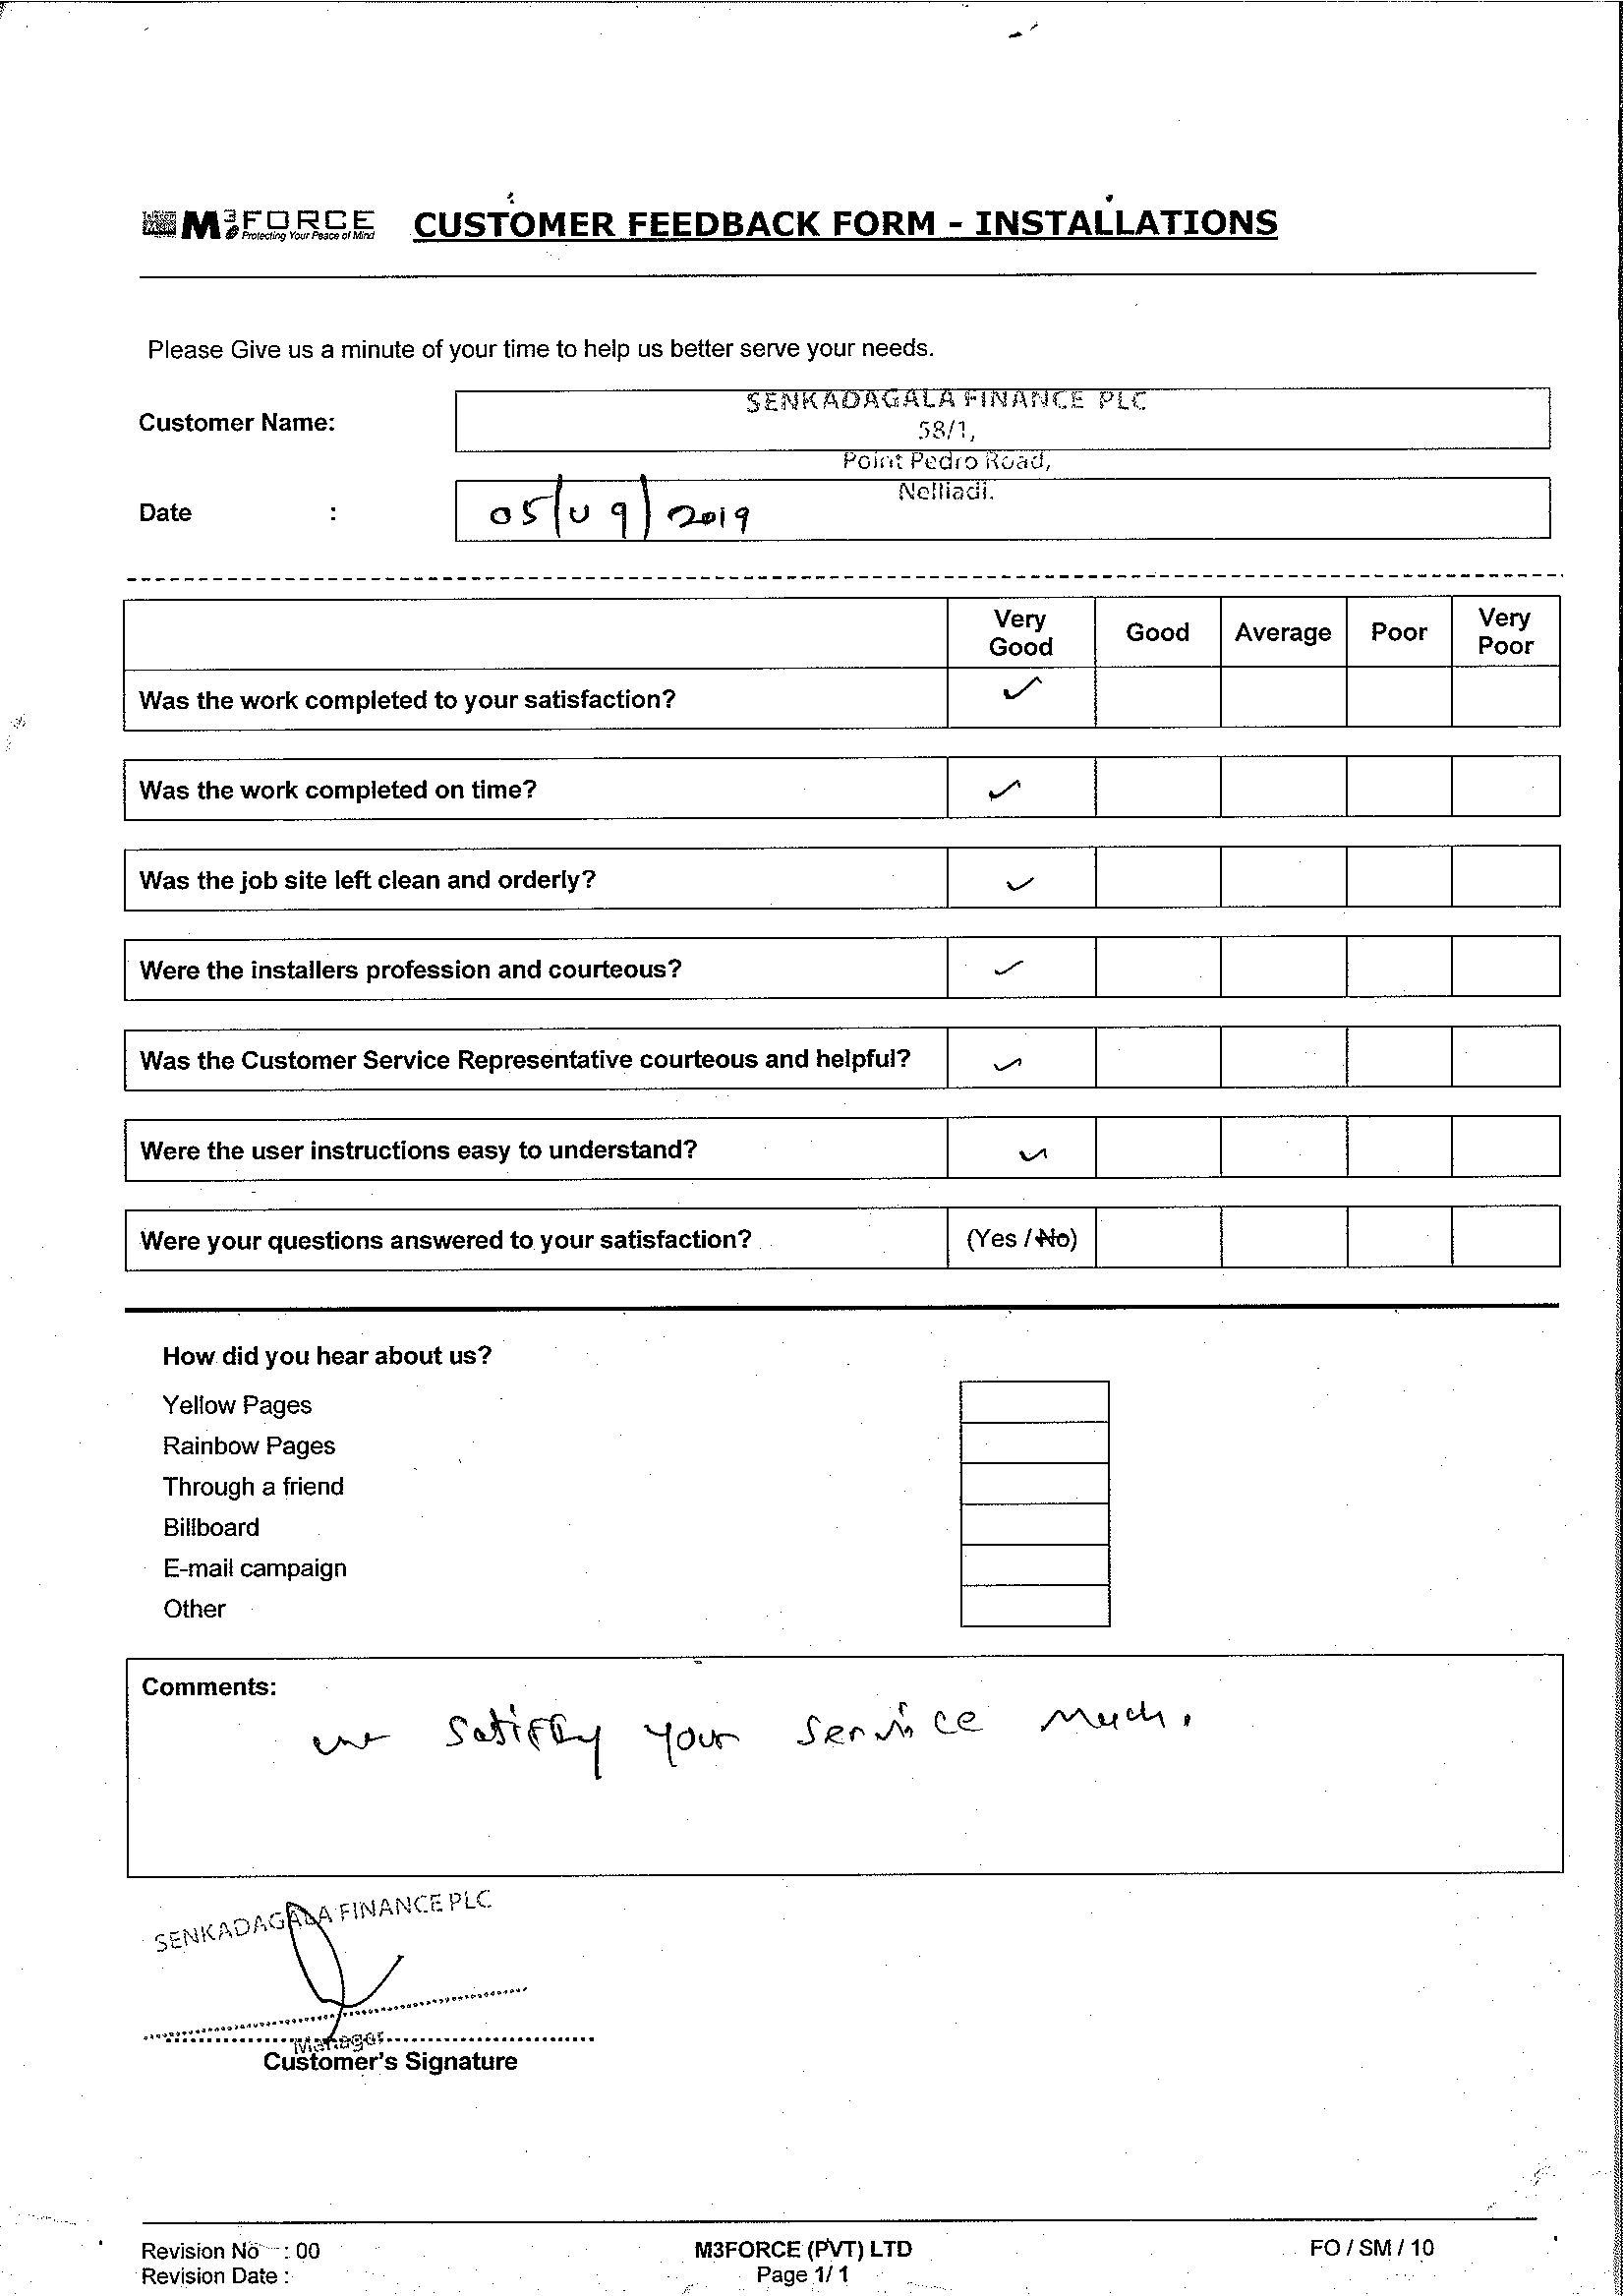 M3FORCE
Protecting Your Peace of Mind
CUSTOMER FEEDBACK FORM - INSTALLATIONS
Please Give us a minute of your time to help us better serve your needs.
Customer Name:
SENKADAGALA FINANCE PLC
58/1,
Point Pedro Road,
Nelliadi.
Date :
05/09/2019
Very Good Good Average Poor Very Poor
Was the work completed to your satisfaction? ✓
Was the work completed on time? ✓
Was the job site left clean and orderly? ✓
Were the installers profession and courteous? ✓
Was the Customer Service Representative courteous and helpful? ✓
Were the user instructions easy to understand? ✓
Were your questions answered to your satisfaction? (Yes / No)
How did you hear about us?
Yellow Pages
Rainbow Pages
Through a friend
Billboard
E-mail campaign
Other
Comments:
we satisfy your service much.
SENKADAGALA FINANCE PLC
Manager
Customer's Signature
Revision No : 00 M3FORCE (PVT) LTD FO / SM / 10
Revision Date : Page 1/ 1